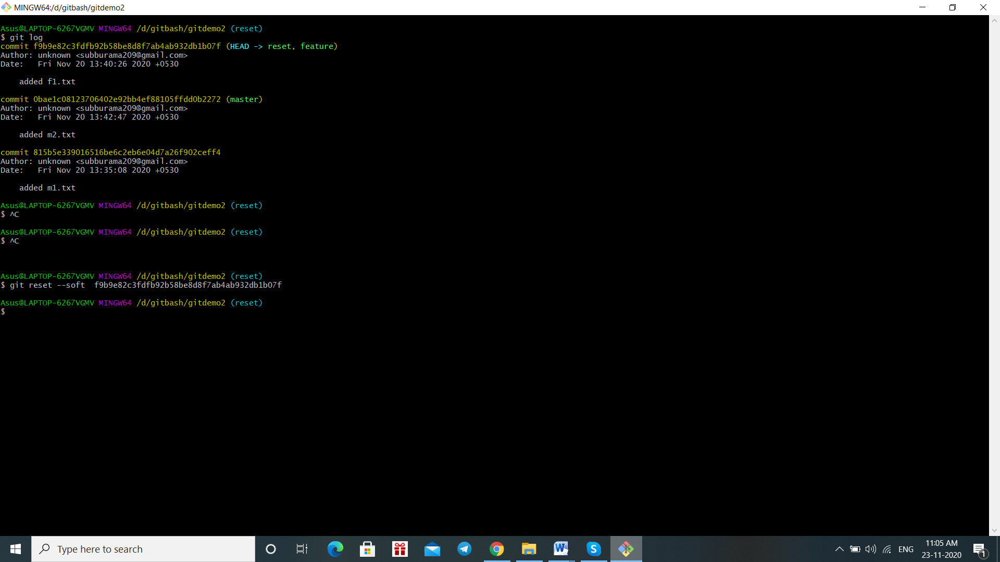 MINGW64:/d/gitbash/gitdemo2
Asus@LAPTOP-6267VGMV MINGW64 /d/gitbash/gitdemo2 (reset)
$ git log
commit f9b9e82c3fdfb92b58be8d8f7ab4ab932db1b07f (HEAD -> reset, feature)
Author: unknown <subburama209@gmail.com>
Date:   Fri Nov 20 13:40:26 2020 +0530
    added f1.txt
commit 0bae1c08123706402e92bb4ef88105ffdd0b2272 (master)
Author: unknown <subburama209@gmail.com>
Date:   Fri Nov 20 13:42:47 2020 +0530
    added m2.txt
commit 815b5e339016516be6c2eb6e04d7a26f902ceff4
Author: unknown <subburama209@gmail.com>
Date:   Fri Nov 20 13:35:08 2020 +0530
    added m1.txt
Asus@LAPTOP-6267VGMV MINGW64 /d/gitbash/gitdemo2 (reset)
$ ^C
Asus@LAPTOP-6267VGMV MINGW64 /d/gitbash/gitdemo2 (reset)
$ ^C
Asus@LAPTOP-6267VGMV MINGW64 /d/gitbash/gitdemo2 (reset)
$ git reset --soft  f9b9e82c3fdfb92b58be8d8f7ab4ab932db1b07f
Asus@LAPTOP-6267VGMV MINGW64 /d/gitbash/gitdemo2 (reset)
$
Type here to search
ENG
11:05 AM
23-11-2020
1